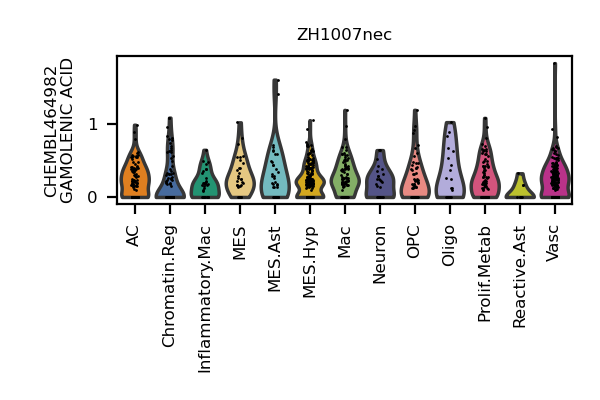 ZH1007nec
CHEMBL464982
GAMOLENIC ACID
1
0
AC
Chromatin.Reg
Inflammatory.Mac
MES
MES.Ast
MES.Hyp
Mac
Neuron
OPC
Oligo
Prolif.Metab
Reactive.Ast
Vasc